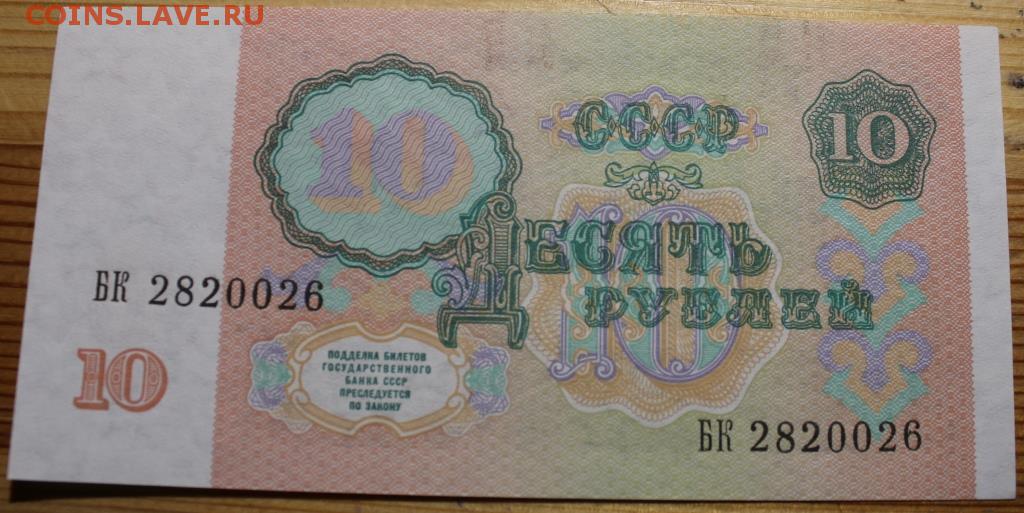 COINS.LAVE.RU
10
СССР
10
10
Десять
рублей
БК 2820026
10
ПОДДЕЛКА БИЛЕТОВ
ГОСУДАРСТВЕННОГО
БАНКА СССР
ПРЕСЛЕДУЕТСЯ
ПО ЗАКОНУ
БК 2820026